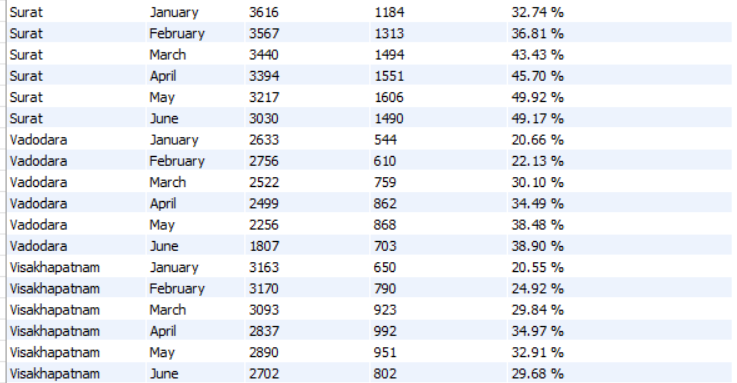 Surat January 3616 1184 32.74 %
Surat February 3567 1313 36.81 %
Surat March 3440 1494 43.43 %
Surat April 3394 1551 45.70 %
Surat May 3217 1606 49.92 %
Surat June 3030 1490 49.17 %
Vadodara January 2633 544 20.66 %
Vadodara February 2756 610 22.13 %
Vadodara March 2522 759 30.10 %
Vadodara April 2499 862 34.49 %
Vadodara May 2256 868 38.48 %
Vadodara June 1807 703 38.90 %
Visakhapatnam January 3163 650 20.55 %
Visakhapatnam February 3170 790 24.92 %
Visakhapatnam March 3093 923 29.84 %
Visakhapatnam April 2837 992 34.97 %
Visakhapatnam May 2890 951 32.91 %
Visakhapatnam June 2702 802 29.68 %